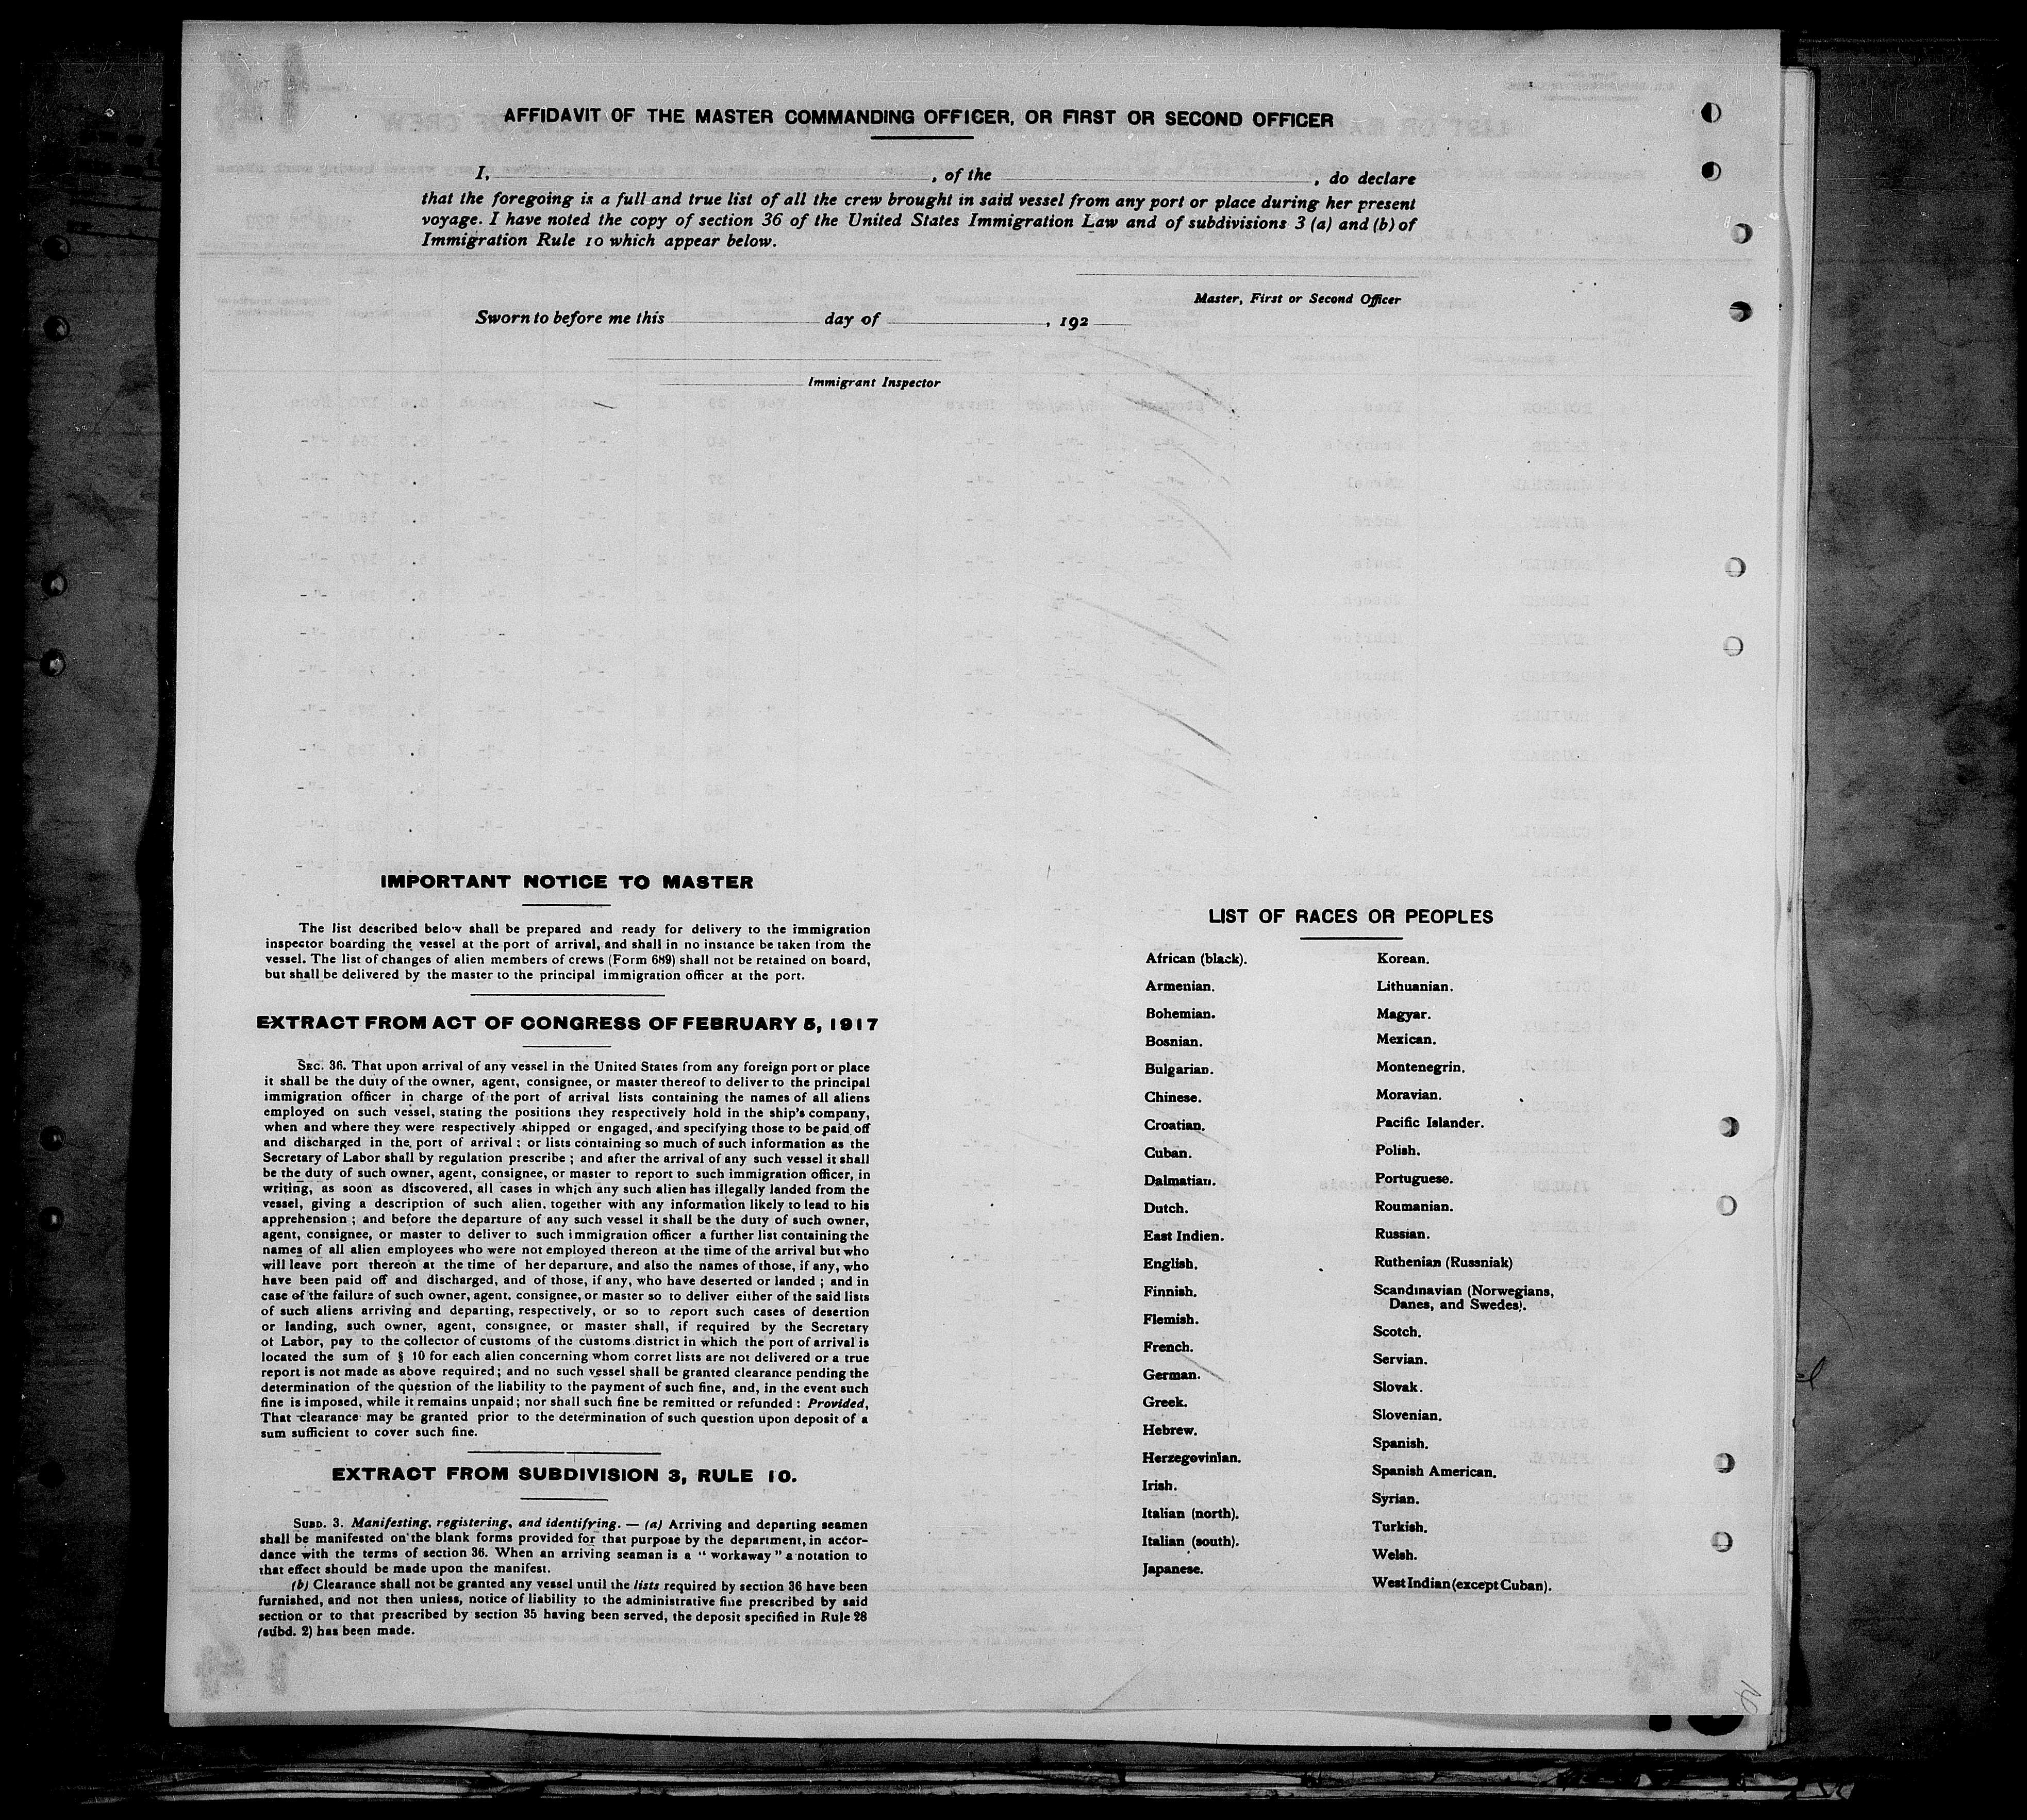 AFFIDAVIT OF THE MASTER COMMANDING OFFICER, OR FIRST OR SECOND OFFICER
I, , of the , do declare
that the foregoing is a full and true list of all the crew brought in said vessel from any port or place during her present
voyage. I have noted the copy of section 36 of the United States Immigration Law and of subdivisions 3 (a) and (b) of
Immigration Rule 10 which appear below.
Master, First or Second Officer
Sworn to before me this day of , 192
Immigrant Inspector
IMPORTANT NOTICE TO MASTER
The list described below shall be prepared and ready for delivery to the immigration
inspector boarding the vessel at the port of arrival, and shall in no instance be taken from the
vessel. The list of changes of alien members of crews (Form 689) shall not be retained on board,
but shall be delivered by the master to the principal immigration officer at the port.
EXTRACT FROM ACT OF CONGRESS OF FEBRUARY 5, 1917
SEC. 36. That upon arrival of any vessel in the United States from any foreign port or place
it shall be the duty of the owner, agent, consignee, or master thereof to deliver to the principal
immigration officer in charge of the port of arrival lists containing the names of all aliens
employed on such vessel, stating the positions they respectively hold in the ship's company,
when and where they were respectively shipped or engaged, and specifying those to be paid off
and discharged in the port of arrival ; or lists containing so much of such information as the
Secretary of Labor shall by regulation prescribe ; and after the arrival of any such vessel it shall
be the duty of such owner, agent, consignee, or master to report to such immigration officer, in
writing, as soon as discovered, all cases in which any such alien has illegally landed from the
vessel, giving a description of such alien, together with any information likely to lead to his
apprehension ; and before the departure of any such vessel it shall be the duty of such owner,
agent, consignee, or master to deliver to such immigration officer a further list containing the
names of all alien employees who were not employed thereon at the time of the arrival but who
will leave port thereon at the time of her departure, and also the names of those, if any, who
have been paid off and discharged, and of those, if any, who have deserted or landed ; and in
case of the failure of such owner, agent, consignee, or master so to deliver either of the said lists
of such aliens arriving and departing, respectively, or so to report such cases of desertion
or landing, such owner, agent, consignee, or master shall, if required by the Secretary
of Labor, pay to the collector of customs of the customs district in which the port of arrival is
located the sum of § 10 for each alien concerning whom corret lists are not delivered or a true
report is not made as above required ; and no such vessel shall be granted clearance pending the
determination of the question of the liability to the payment of such fine, and, in the event such
fine is imposed, while it remains unpaid ; nor shall such fine be remitted or refunded : Provided,
That clearance may be granted prior to the determination of such question upon deposit of a
sum sufficient to cover such fine.
EXTRACT FROM SUBDIVISION 3, RULE 10.
SUBD. 3. Manifesting, registering, and identifying. — (a) Arriving and departing seamen
shall be manifested on the blank forms provided for that purpose by the department, in accor-
dance with the terms of section 36. When an arriving seaman is a " workaway " a notation to
that effect should be made upon the manifest.
(b) Clearance shall not be granted any vessel until the lists required by section 36 have been
furnished, and not then unless, notice of liability to the administrative fine prescribed by said
section or to that prescribed by section 35 having been served, the deposit specified in Rule 28
(subd. 2) has been made.
LIST OF RACES OR PEOPLES
African (black).
Armenian.
Bohemian.
Bosnian.
Bulgarian.
Chinese.
Croatian.
Cuban.
Dalmatian.
Dutch.
East Indien.
English.
Finnish.
Flemish.
French.
German.
Greek.
Hebrew.
Herzegovinian.
Irish.
Italian (north).
Italian (south).
Japanese.
Korean.
Lithuanian.
Magyar.
Mexican.
Montenegrin.
Moravian.
Pacific Islander.
Polish.
Portuguese.
Roumanian.
Russian.
Ruthenian (Russniak)
Scandinavian (Norwegians,
Danes, and Swedes).
Scotch.
Servian.
Slovak.
Slovenian.
Spanish.
Spanish American.
Syrian.
Turkish.
Welsh.
West Indian (except Cuban).